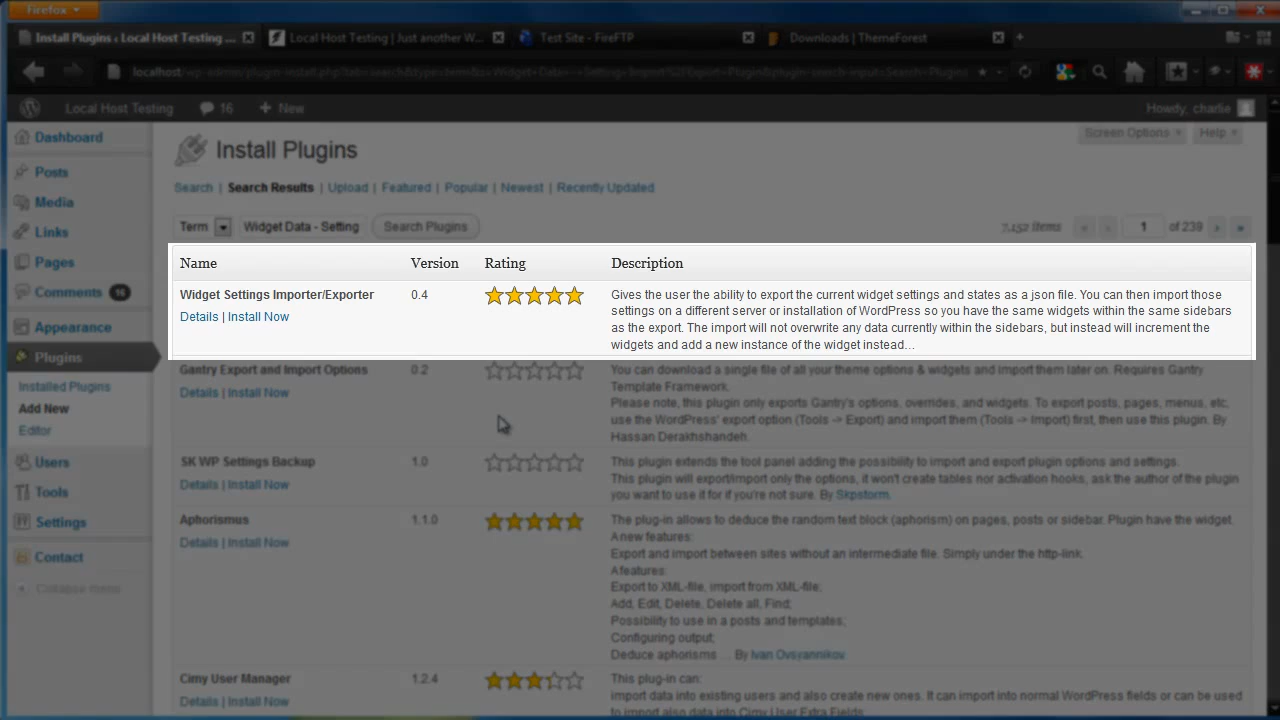 Firefox
Install Plugins ‹ Local Host Testing ...
Local Host Testing | Just another W...
Test Site - FireFTP
Downloads | ThemeForest
Local Host Testing
16
New
Howdy, charlie
Screen Options
Help
Dashboard
Posts
Media
Links
Pages
Comments 16
Appearance
Plugins
Installed Plugins
Add New
Editor
Users
Tools
Settings
Contact
Collapse menu
Install Plugins
Search | Search Results | Upload | Featured | Popular | Newest | Recently Updated
Term
Widget Data - Setting
Search Plugins
7,152 items
« ‹ 1 of 239 › »
Name Version Rating Description
Widget Settings Importer/Exporter
Details | Install Now
0.4
Gives the user the ability to export the current widget settings and states as a json file. You can then import those
settings on a different server or installation of WordPress so you have the same widgets within the same sidebars
as the export. The import will not overwrite any data currently within the sidebars, but instead will increment the
widgets and add a new instance of the widget instead…
Gantry Export and Import Options
Details | Install Now
0.2
You can download a single file of all your theme options & widgets and import them later on. Requires Gantry
Template Framework.
Please note, this plugin only exports Gantry's options, overrides, and widgets. To export posts, pages, menus, etc,
use the WordPress' export option (Tools -> Export) and import them (Tools -> Import) first, then use this plugin. By
Hassan Derakhshandeh.
SK WP Settings Backup
Details | Install Now
1.0
This plugin extends the tool panel adding the possibility to import and export plugin options and settings.
This plugin will export/import only the options, it won't create tables nor activation hooks, ask the author of the plugin
you want to use it for if you're not sure. By Skpstorm.
Aphorismus
Details | Install Now
1.1.0
The plug-in allows to deduce the random text block (aphorism) on pages, posts or sidebar. Plugin have the widget.
A new features:
Export and import between sites without an intermediate file. Simply under the http-link.
A features:
Export to XML-file, import from XML-file;
Add, Edit, Delete, Delete all, Find;
Possibility to use in a posts and templates;
Configuring output;
Deduce aphorisms … By Ivan Ovsyannikov.
Cimy User Manager
Details | Install Now
1.2.4
This plug-in can:
import data into existing users and also create new ones. It can import into normal WordPress fields or can be used
to import also data into Cimy User Extra Fields;